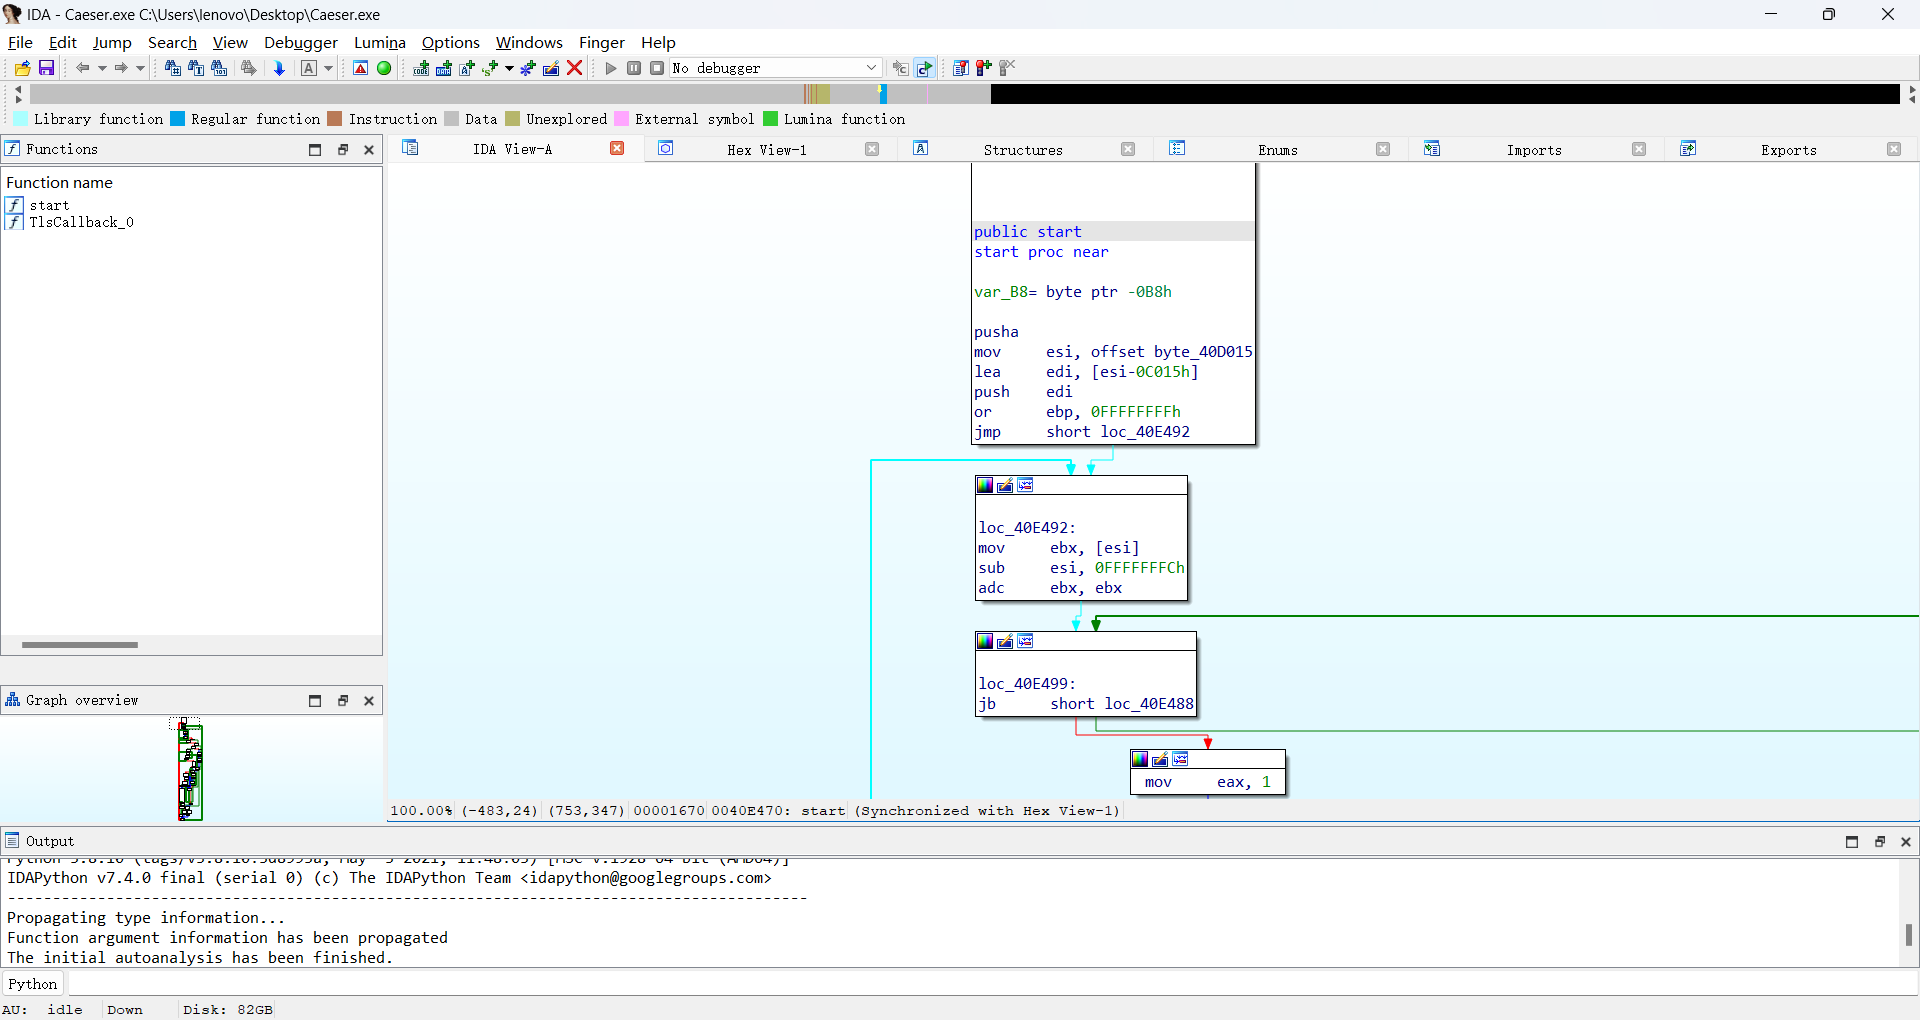 IDA - Caeser.exe C:\Users\lenovo\Desktop\Caeser.exe
File Edit Jump Search View Debugger Lumina Options Windows Finger Help
No debugger
Library function Regular function Instruction Data Unexplored External symbol Lumina function
Functions
IDA View-A Hex View-1 Structures Enums Imports Exports
Function name
start
TlsCallback_0
public start
start proc near
var_B8= byte ptr -0B8h
pusha
mov esi, offset byte_40D015
lea edi, [esi-0C015h]
push edi
or ebp, 0FFFFFFFFh
jmp short loc_40E492
loc_40E492:
mov ebx, [esi]
sub esi, 0FFFFFFFCh
adc ebx, ebx
loc_40E499:
jb short loc_40E488
mov eax, 1
Graph overview
100.00% (-483,24) (753,347) 00001670 0040E470: start (Synchronized with Hex View-1)
Output
IDAPython v7.4.0 final (serial 0) (c) The IDAPython Team <idapython@googlegroups.com>
Propagating type information...
Function argument information has been propagated
The initial autoanalysis has been finished.
Python
AU: idle Down Disk: 82GB